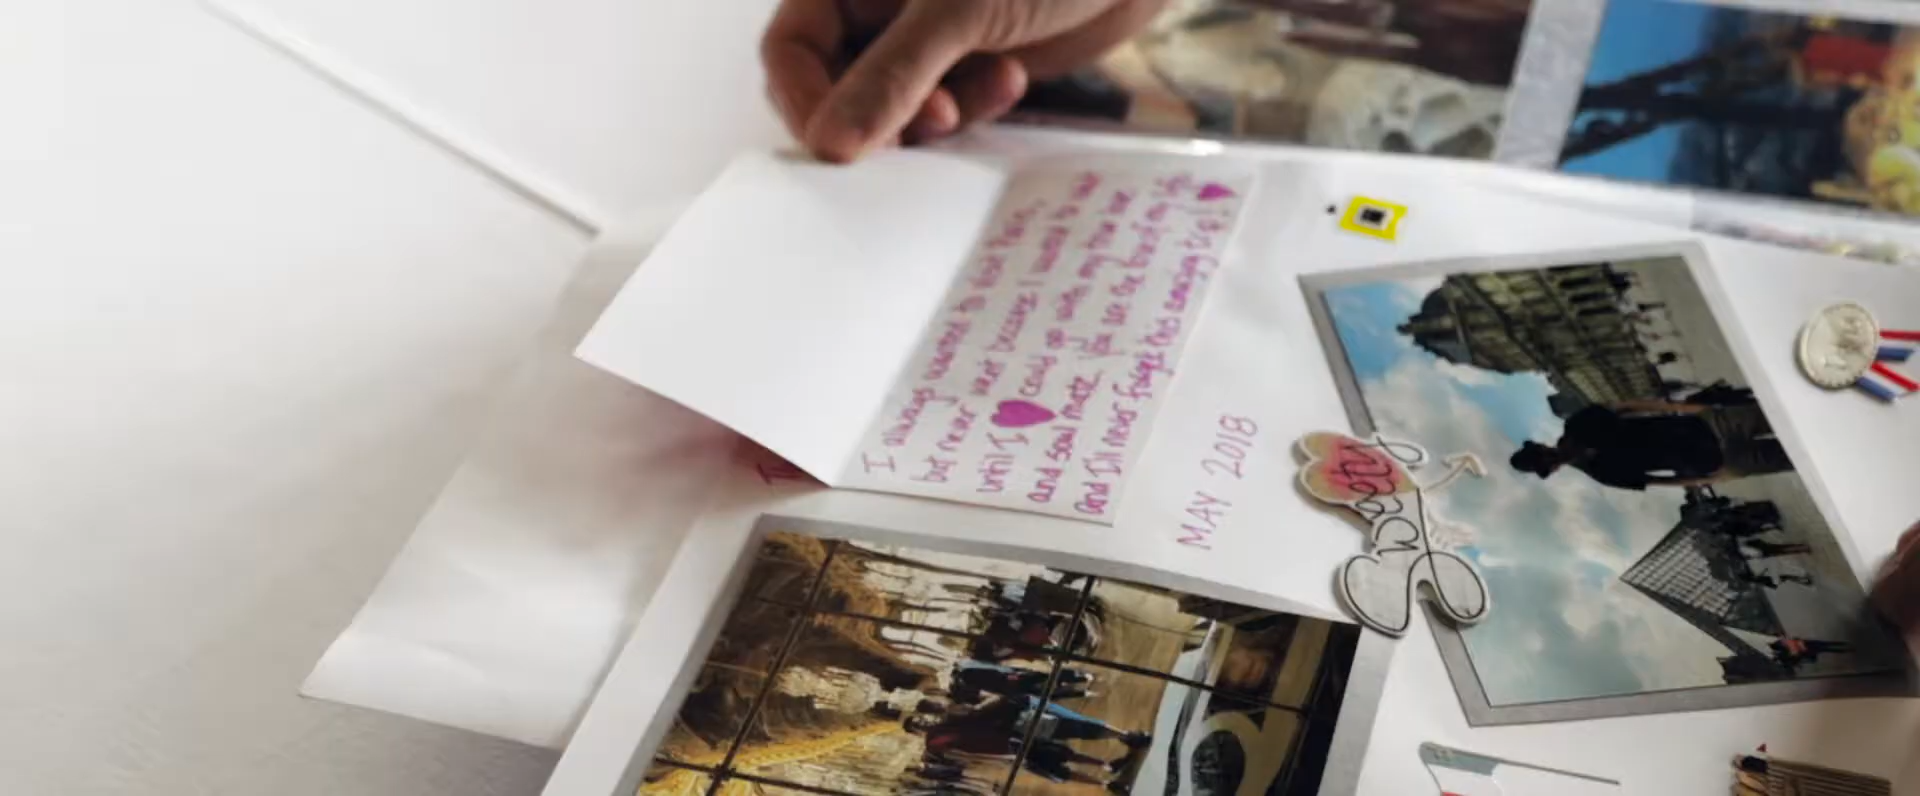 I always wanted to visit Paris,
but never went because I wanted to wait
until I ♥ could go with my true love
and soul mate. You are the love of my life
and I'll never forget this amazing trip! ♥
MAY 2018